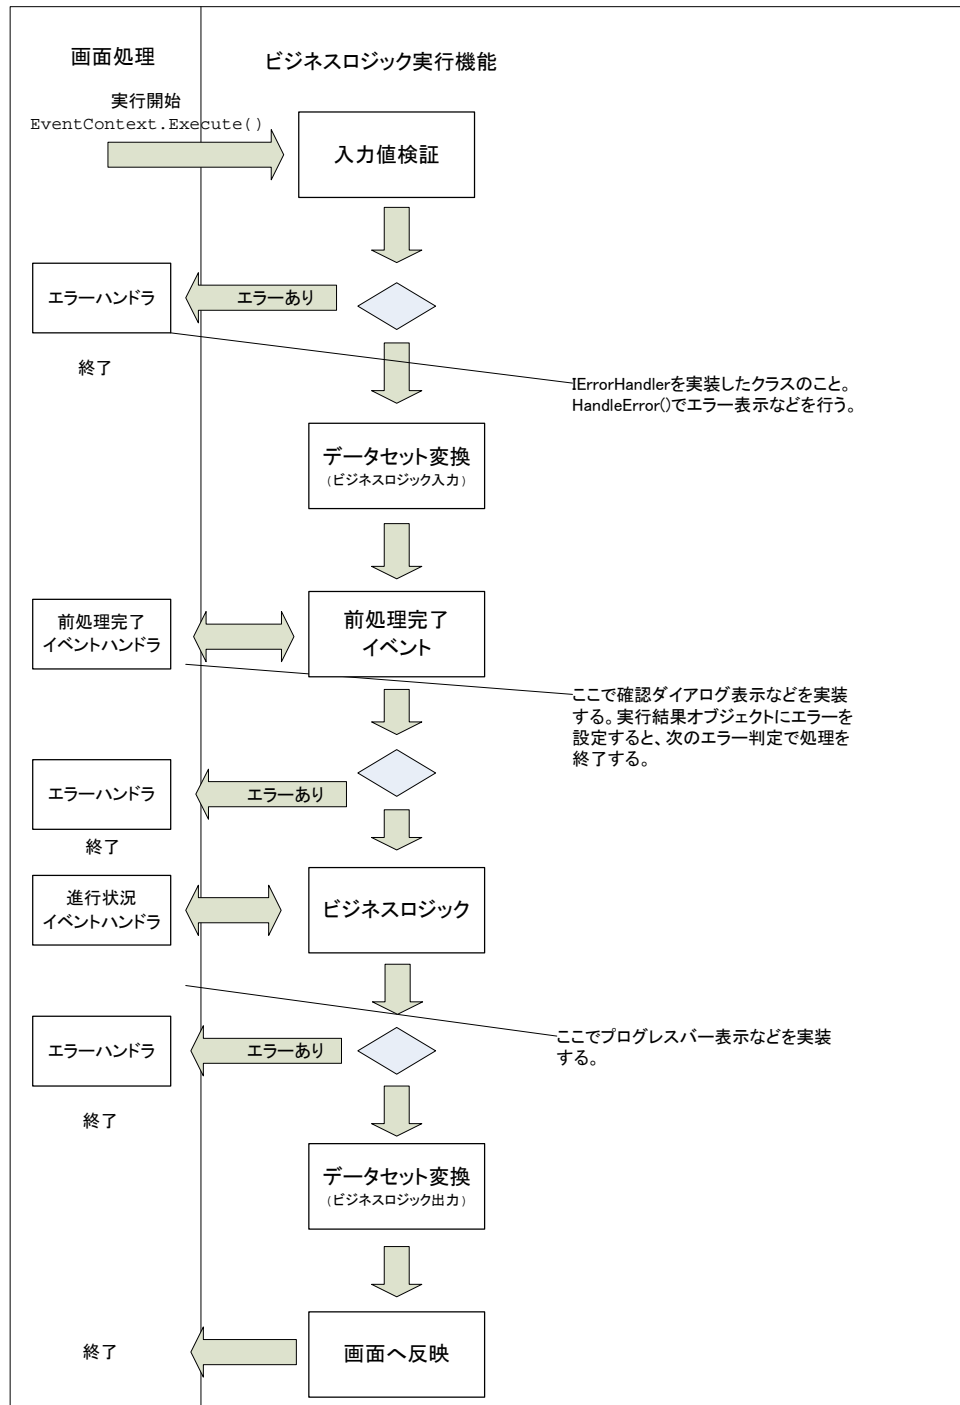 画面処理
ビジネスロジック実行機能
実行開始
EventContext.Execute()
入力値検証
エラーハンドラ
エラーあり
終了
IErrorHandlerを実装したクラスのこと。
HandleError()でエラー表示などを行う。
データセット変換
（ビジネスロジック入力）
前処理完了
イベントハンドラ
前処理完了
イベント
ここで確認ダイアログ表示などを実装
する。実行結果オブジェクトにエラーを
設定すると、次のエラー判定で処理を
終了する。
エラーハンドラ
エラーあり
終了
進行状況
イベントハンドラ
ビジネスロジック
ここでプログレスバー表示などを実装
する。
エラーハンドラ
エラーあり
終了
データセット変換
（ビジネスロジック出力）
終了
画面へ反映